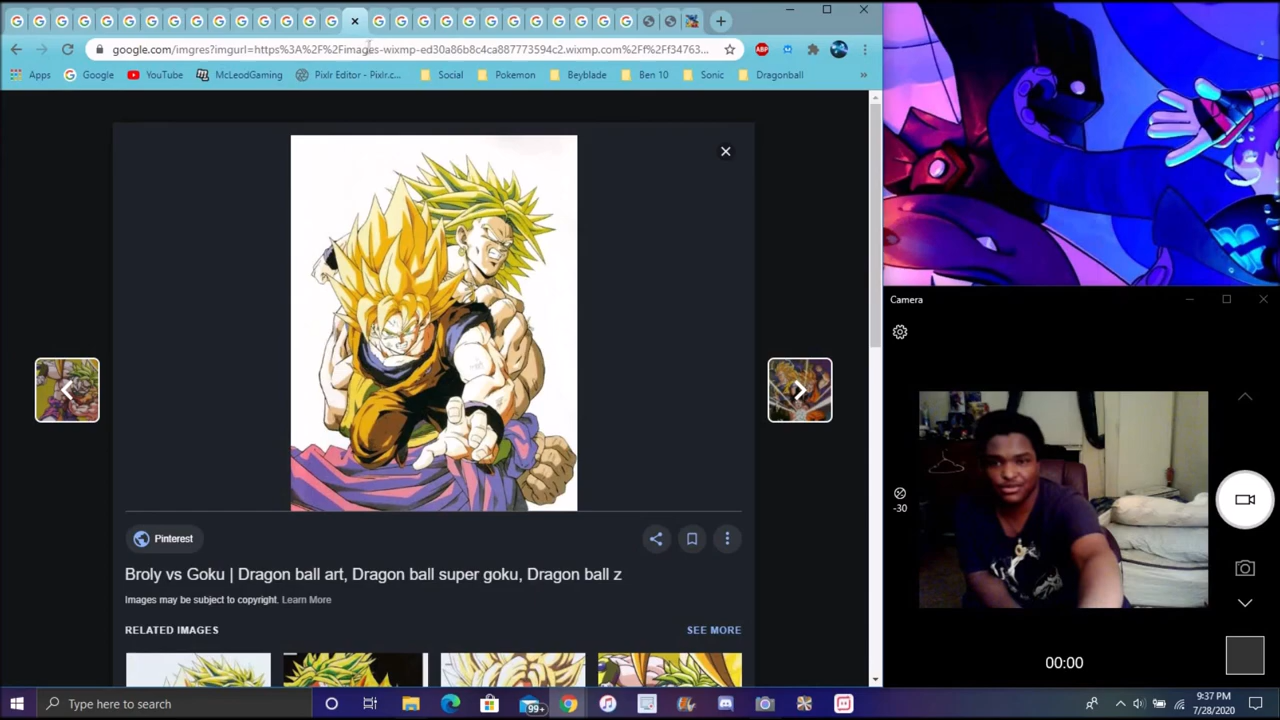 google.com/imgres?imgurl=https%3A%2F%2Fimages-wixmp-ed30a86b8c4ca887773594c2.wixmp.com%2Ff%2Ff34763...
ABP
Apps Google YouTube McLeodGaming Pixlr Editor - Pixlr.c... Social Pokemon Beyblade Ben 10 Sonic Dragonball »
Camera
-30
Pinterest
Broly vs Goku | Dragon ball art, Dragon ball super goku, Dragon ball z
Images may be subject to copyright. Learn More
RELATED IMAGES SEE MORE
00:00
Type here to search
99+
9:37 PM
7/28/2020